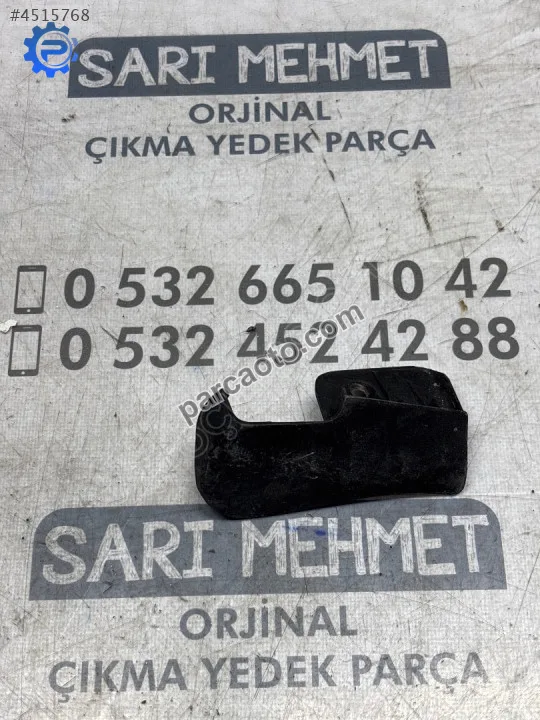 #4515768
SARI MEHMET
ORJİNAL
ÇIKMA YEDEK PARÇA
0 532 665 10 42
0 532 452 42 88
parcaoto.com
SARI MEHMET
ORJİNAL
ÇIKMA YEDEK PARÇA